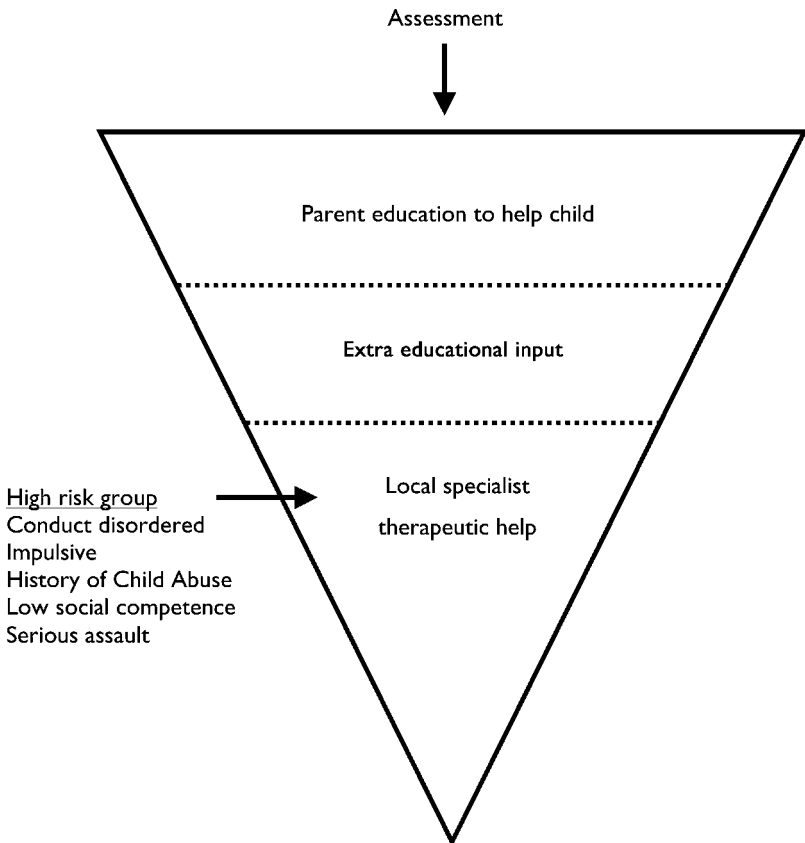 Assessment
Parent education to help child
Extra educational input
Local specialist
therapeutic help
High risk group
Conduct disordered
Impulsive
History of Child Abuse
Low social competence
Serious assault